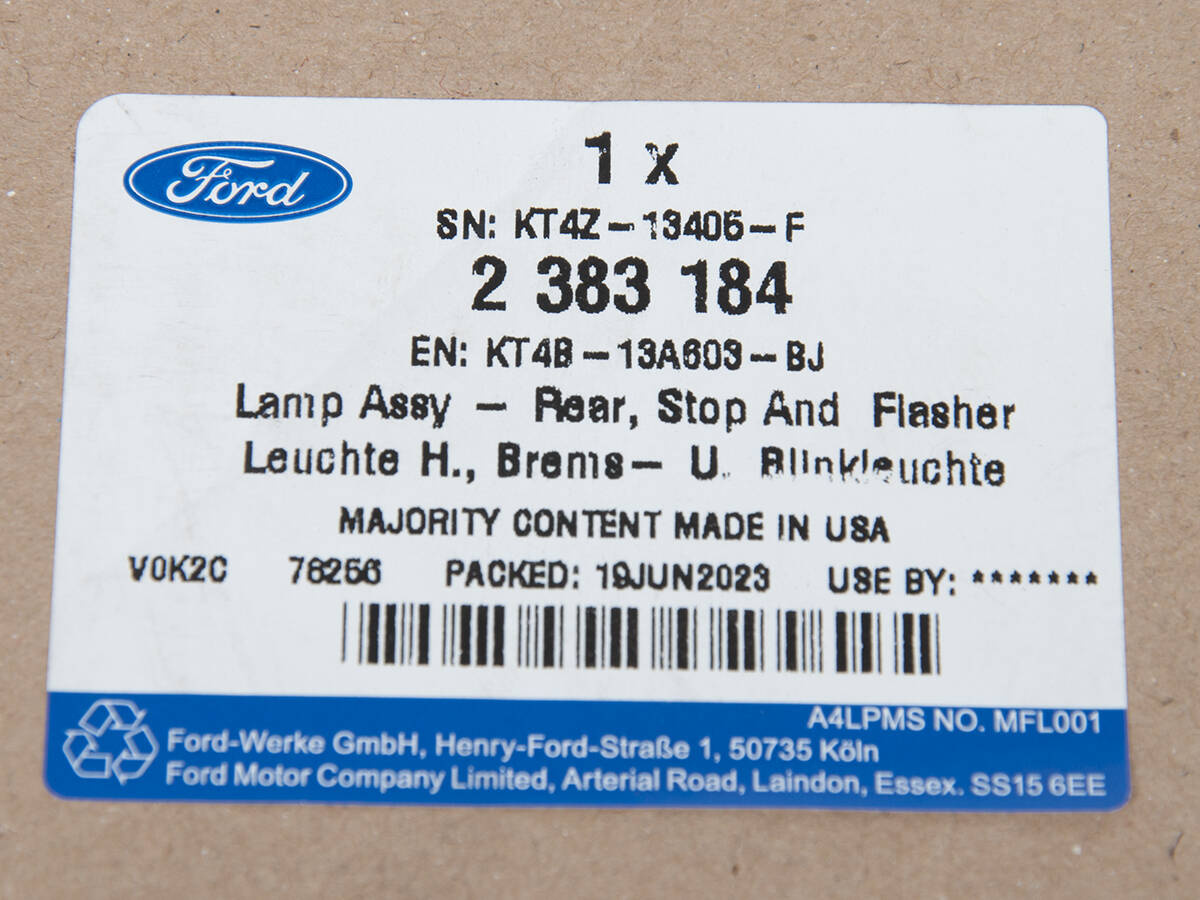 Ford
1 x
SN: KT4Z-13405-F
2 383 184
EN: KT4B-13A603-BJ
Lamp Assy - Rear, Stop And Flasher
Leuchte H., Brems- U. Blinkleuchte
MAJORITY CONTENT MADE IN USA
V0K2C 78256 PACKED: 19JUN2023 USE BY: *******
A4LPMS NO. MFL001
Ford-Werke GmbH, Henry-Ford-Straße 1, 50735 Köln
Ford Motor Company Limited, Arterial Road, Laindon, Essex. SS15 6EE